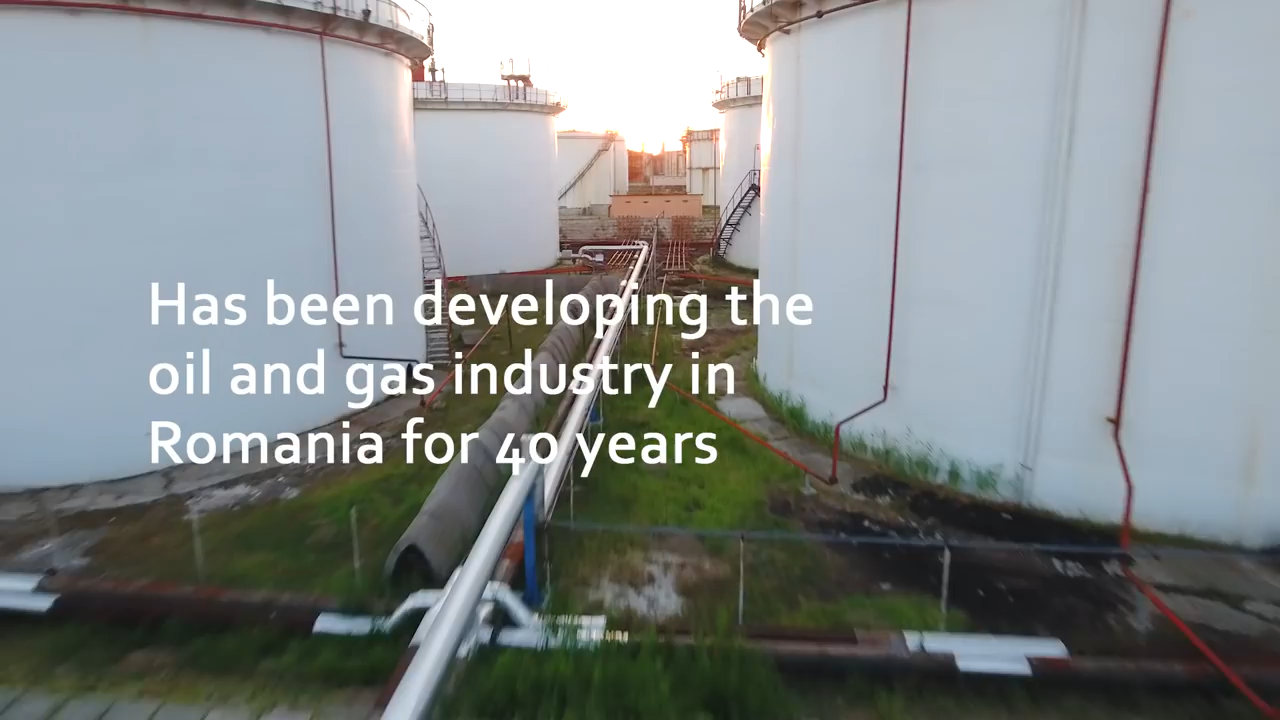 Has been developing the
oil and gas industry in
Romania for 40 years